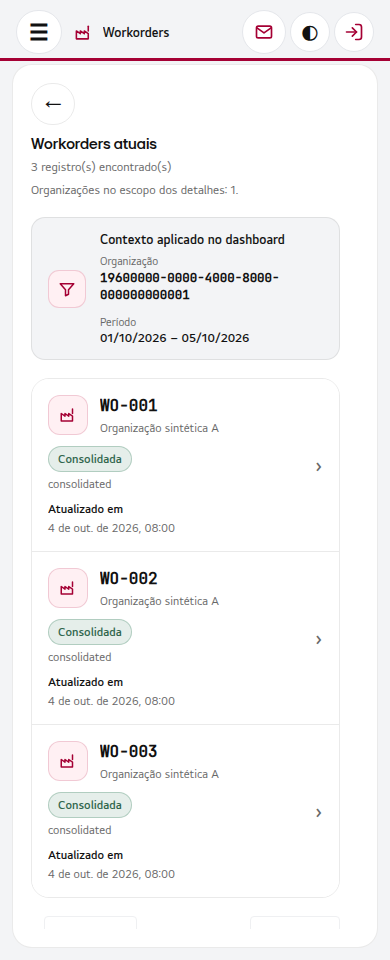 Workorders
Workorders atuais
3 registro(s) encontrado(s)
Organizações no escopo dos detalhes: 1.
Contexto aplicado no dashboard
Organização
19600000-0000-4000-8000-
000000000001
Período
01/10/2026 – 05/10/2026
WO-001
Organização sintética A
Consolidada
consolidated
Atualizado em
4 de out. de 2026, 08:00
WO-002
Organização sintética A
Consolidada
consolidated
Atualizado em
4 de out. de 2026, 08:00
WO-003
Organização sintética A
Consolidada
consolidated
Atualizado em
4 de out. de 2026, 08:00